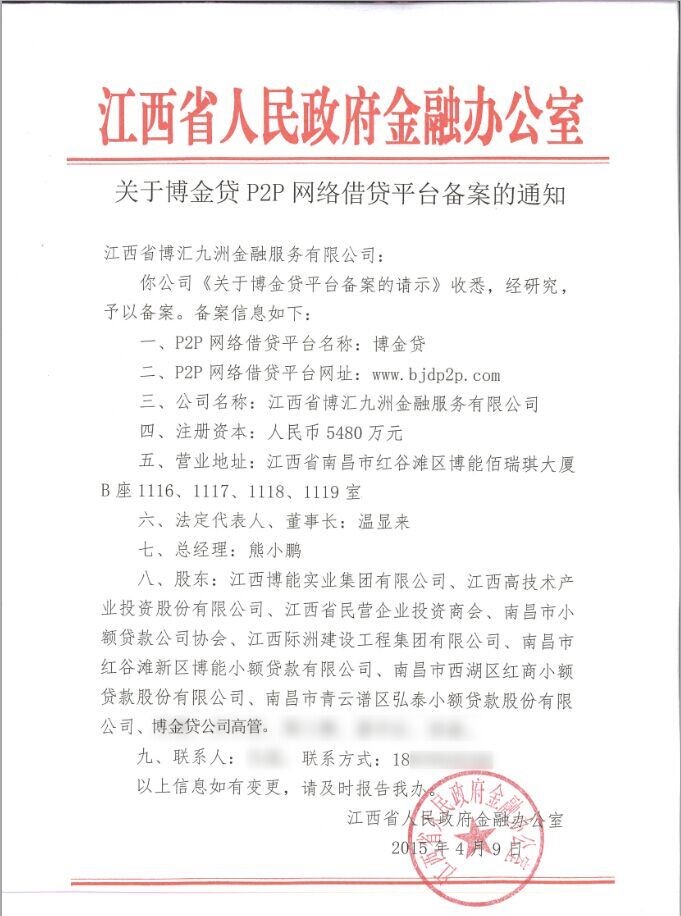 江西省人民政府金融办公室
关于博金贷 P2P 网络借贷平台备案的通知
江西省博汇九洲金融服务有限公司：
你公司《关于博金贷平台备案的请示》收悉，经研究，
予以备案。备案信息如下：
一、P2P 网络借贷平台名称：博金贷
二、P2P 网络借贷平台网址：www.bjdp2p.com
三、公司名称：江西省博汇九洲金融服务有限公司
四、注册资本：人民币 5480 万元
五、营业地址：江西省南昌市红谷滩区博能佰瑞琪大厦
B 座 1116、1117、1118、1119 室
六、法定代表人、董事长：温显来
七、总经理：熊小鹏
八、股东：江西博能实业集团有限公司、江西高技术产
业投资股份有限公司、江西省民营企业投资商会、南昌市小
额贷款公司协会、江西际洲建设工程集团有限公司、南昌市
红谷滩新区博能小额贷款有限公司、南昌市西湖区红商小额
贷款股份有限公司、南昌市青云谱区弘泰小额贷款股份有限
公司、博金贷公司高管。
九、联系人： 联系方式：18
以上信息如有变更，请及时报告我办。
江西省人民政府金融办公室
2015 年 4 月 9 日
江西省人民政府金融办公室